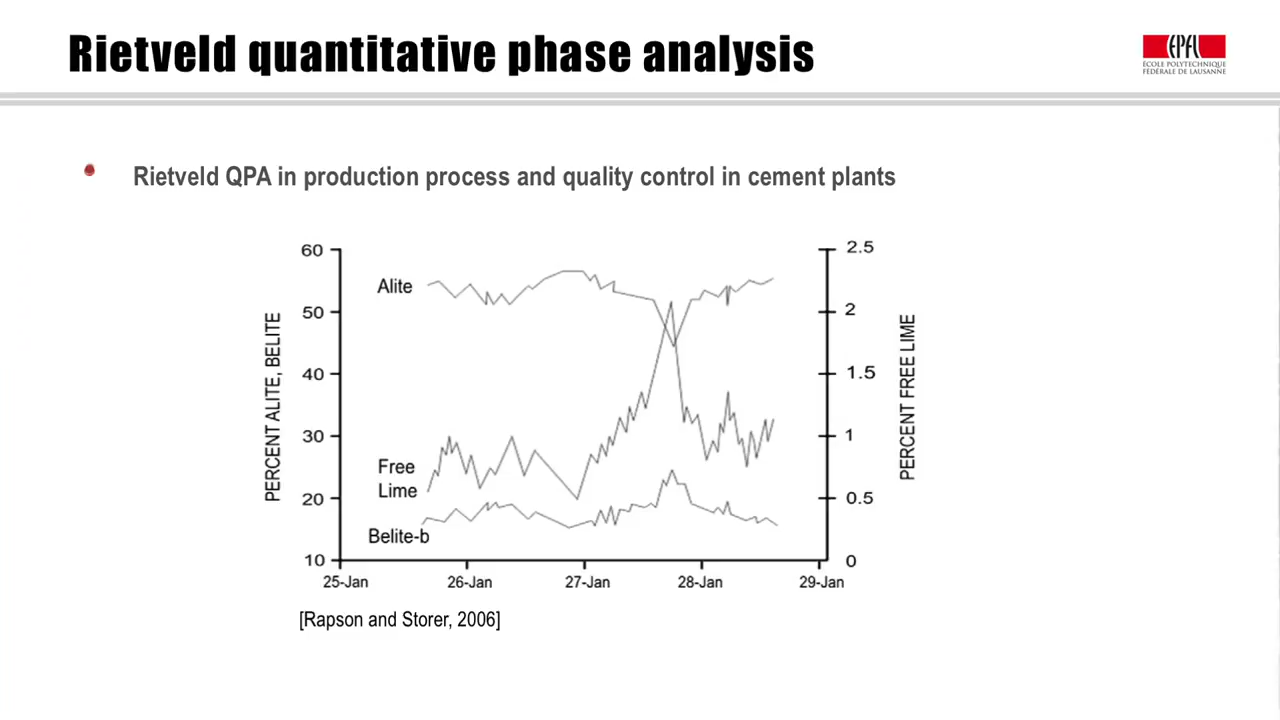 Rietveld quantitative phase analysis
EPFL
ÉCOLE POLYTECHNIQUE
FÉDÉRALE DE LAUSANNE
Rietveld QPA in production process and quality control in cement plants
PERCENT ALITE, BELITE
60
50
40
30
20
10
Alite
Free
Lime
Belite-b
2.5
2
1.5
1
0.5
0
PERCENT FREE LIME
25-Jan
26-Jan
27-Jan
28-Jan
29-Jan
[Rapson and Storer, 2006]